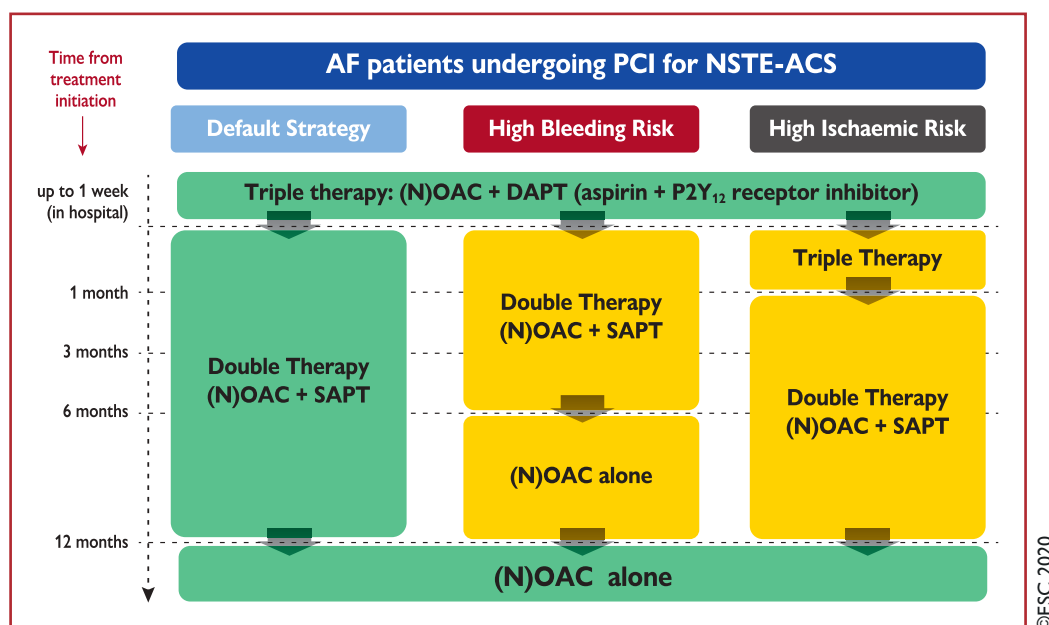 Time from
treatment
initiation
AF patients undergoing PCI for NSTE-ACS
Default Strategy
High Bleeding Risk
High Ischaemic Risk
up to 1 week
(in hospital)
Triple therapy: (N)OAC + DAPT (aspirin + P2Y₁₂ receptor inhibitor)
Triple Therapy
1 month
Double Therapy
(N)OAC + SAPT
3 months
Double Therapy
(N)OAC + SAPT
6 months
Double Therapy
(N)OAC + SAPT
(N)OAC alone
12 months
(N)OAC alone
©ESC 2020